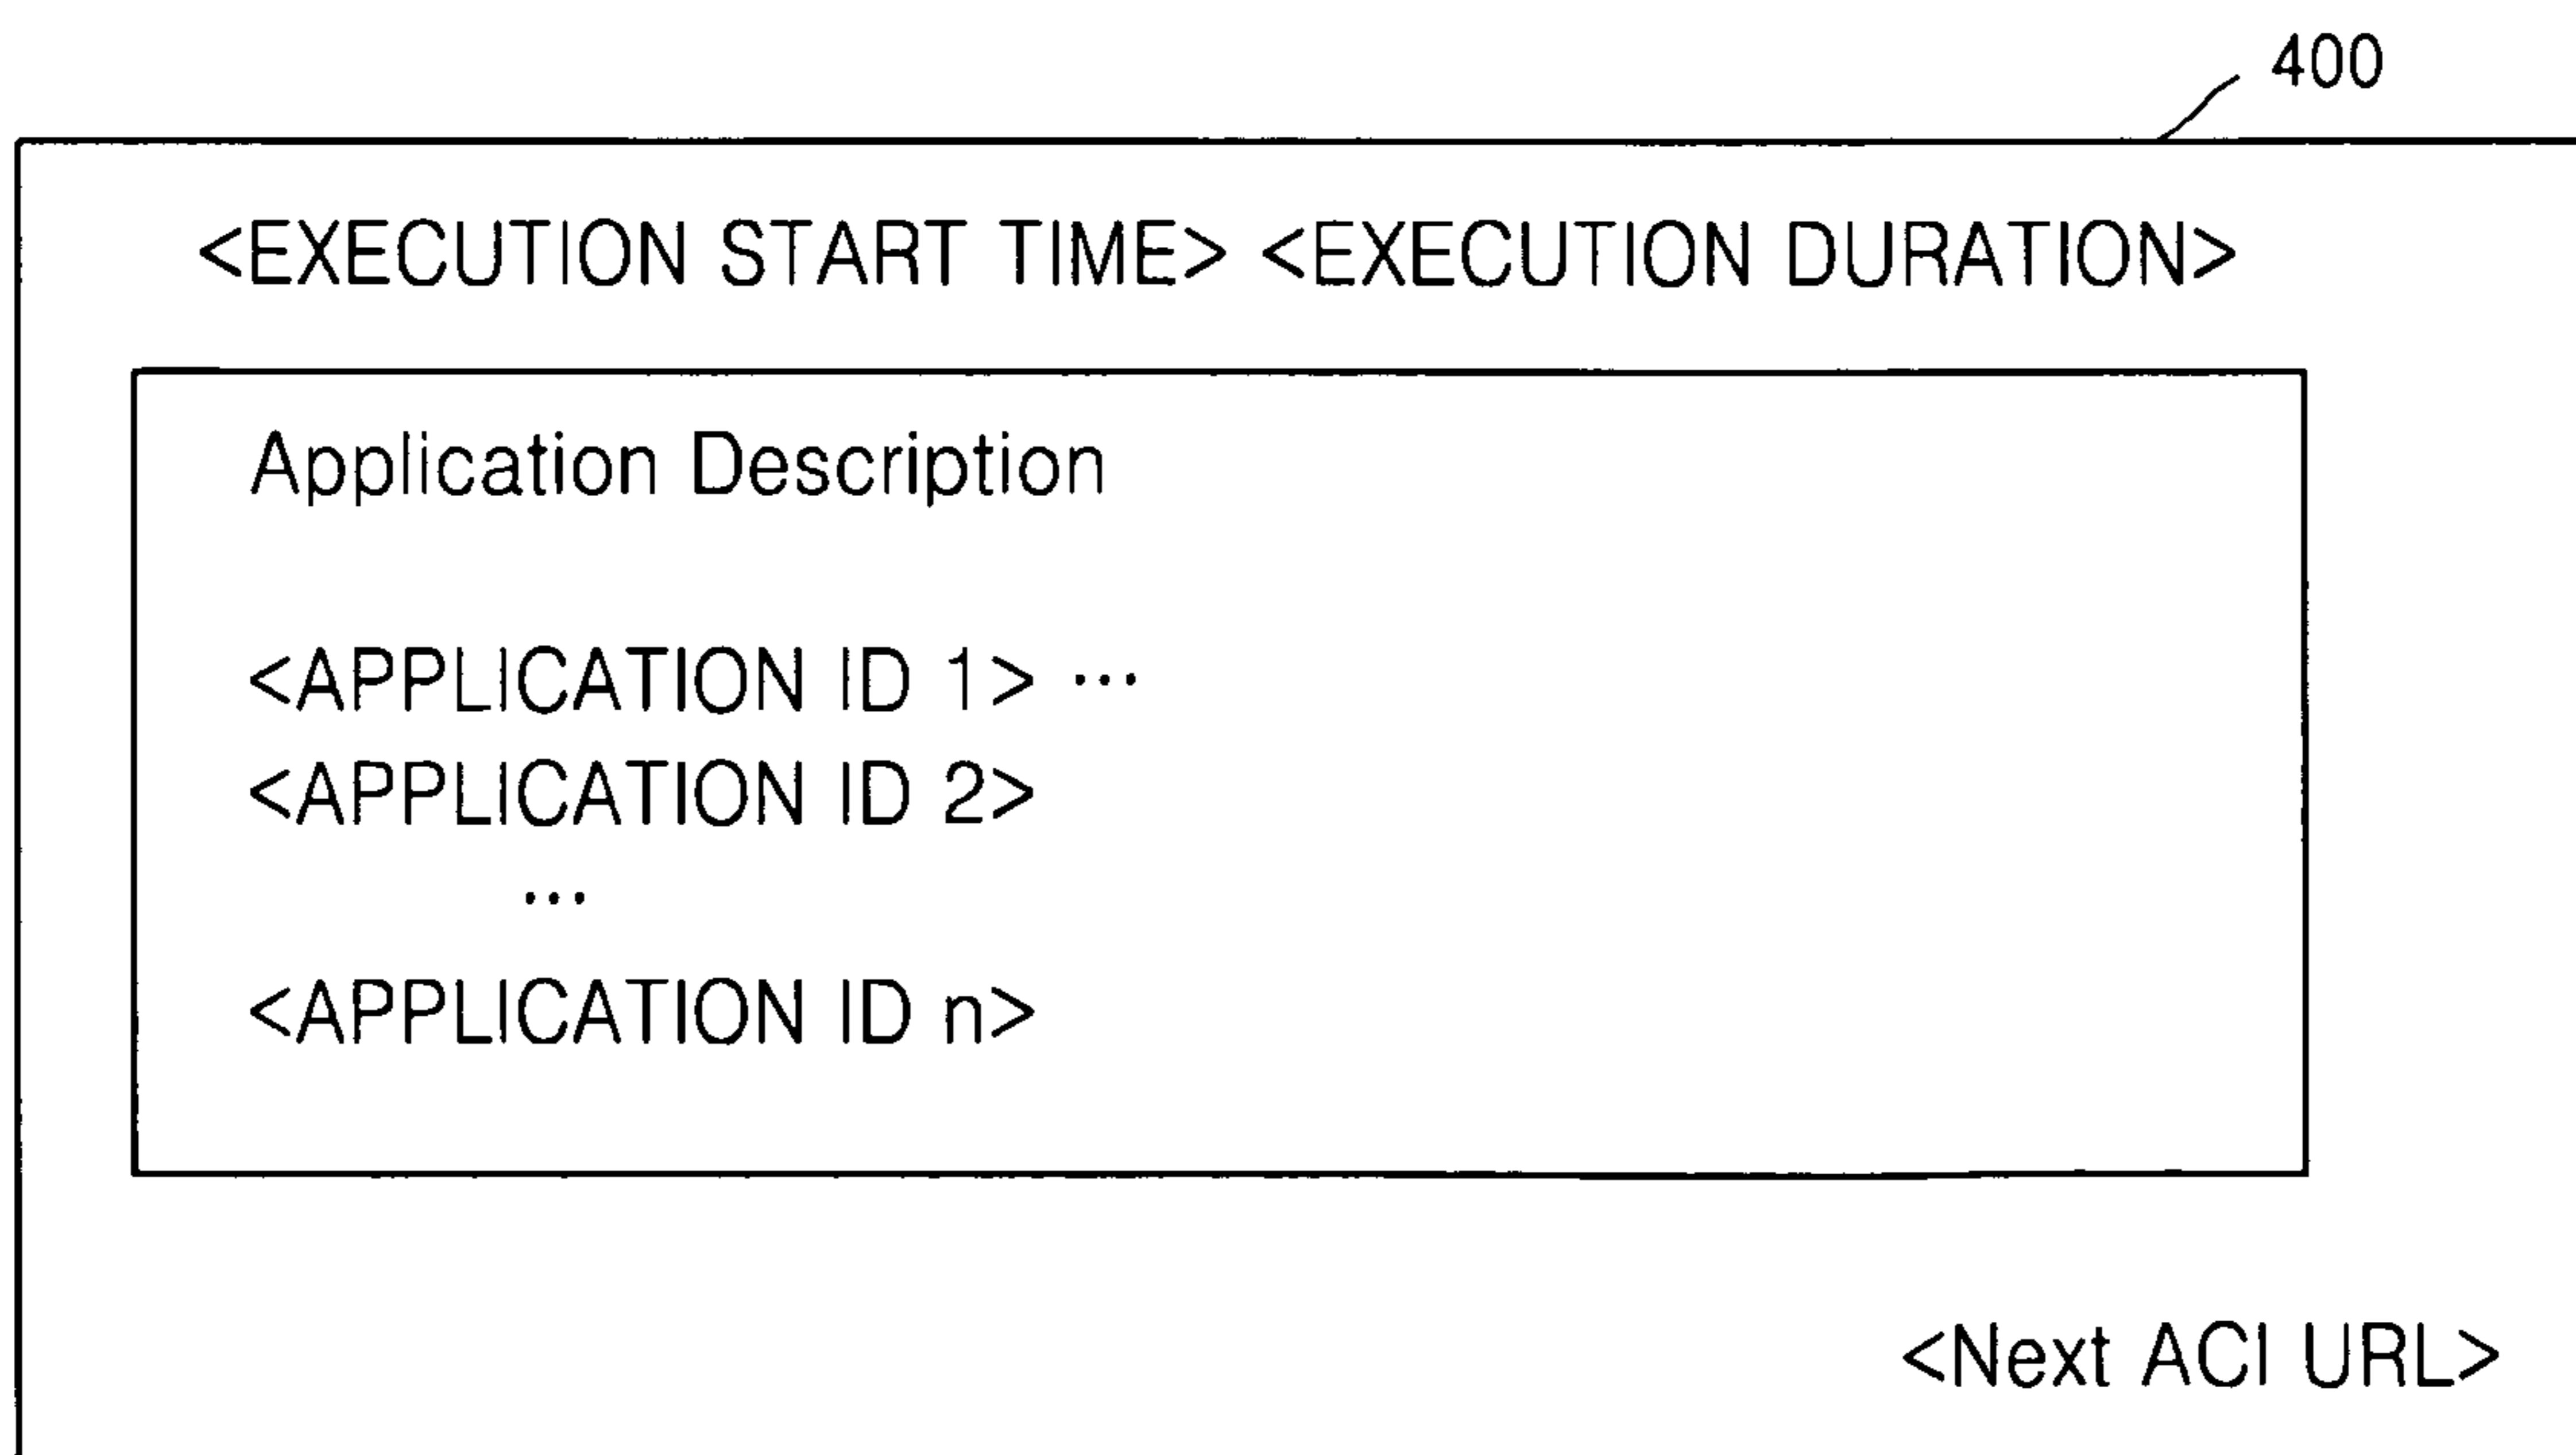 400
<EXECUTION START TIME> <EXECUTION DURATION>
Application Description
<APPLICATION ID 1> ···
<APPLICATION ID 2>
···
<APPLICATION ID n>
<Next ACI URL>